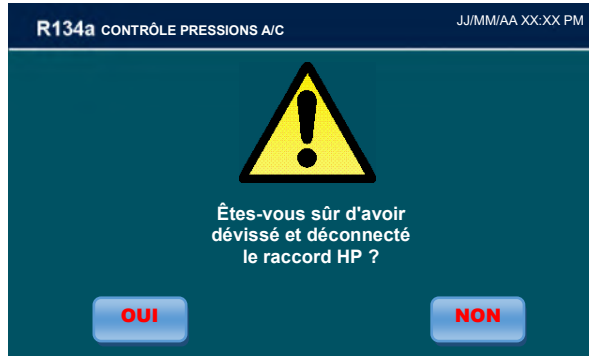 R134a CONTRÔLE PRESSIONS A/C JJ/MM/AA XX:XX PM
Êtes-vous sûr d'avoir
dévissé et déconnecté
le raccord HP ?
OUI NON